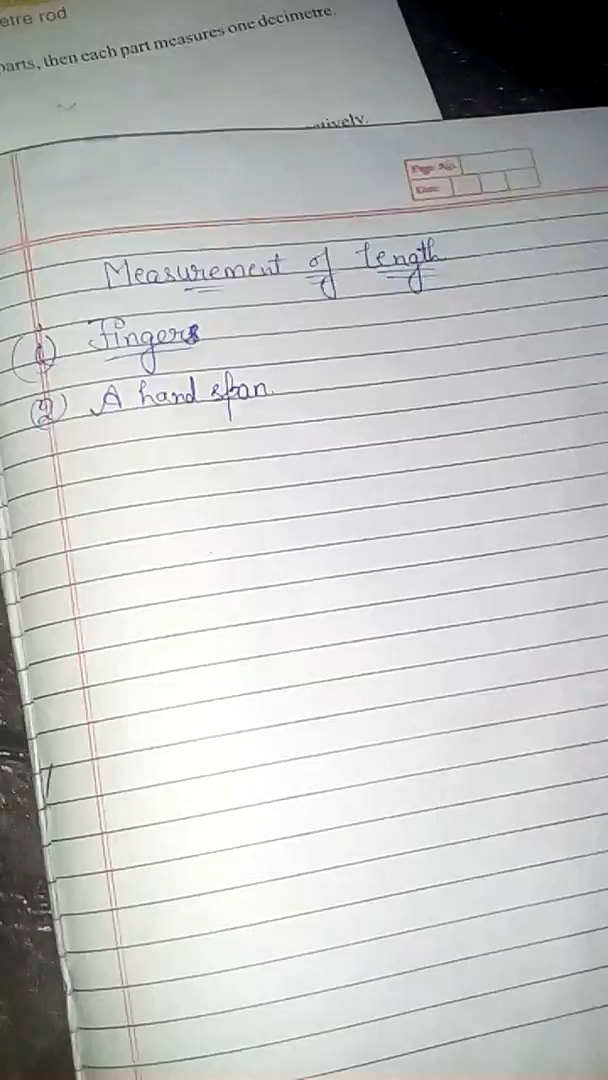 etre rod
parts, then each part measures one decimetre.
Page No.
Date
Measurement of length
(1) Fingers
(2) A hand span.